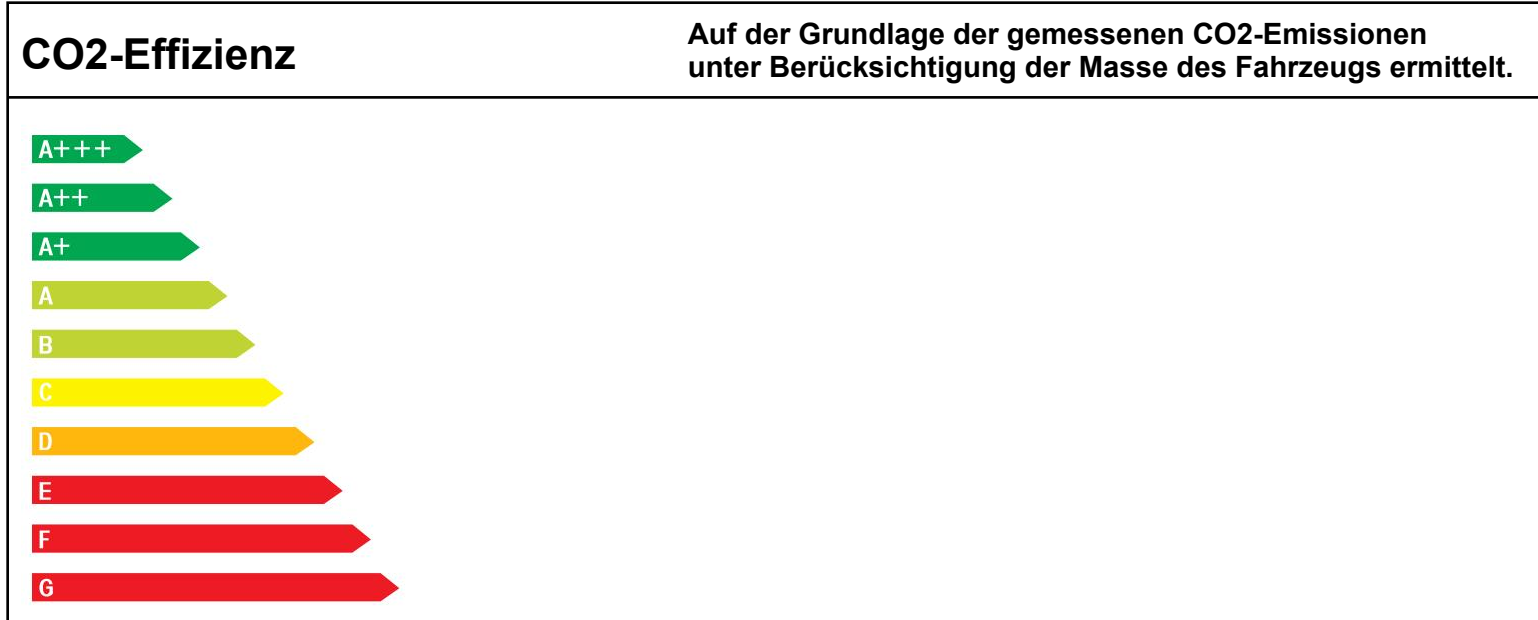 CO2-Effizienz
Auf der Grundlage der gemessenen CO2-Emissionen
unter Berücksichtigung der Masse des Fahrzeugs ermittelt.
A+++
A++
A+
A
B
C
D
E
F
G